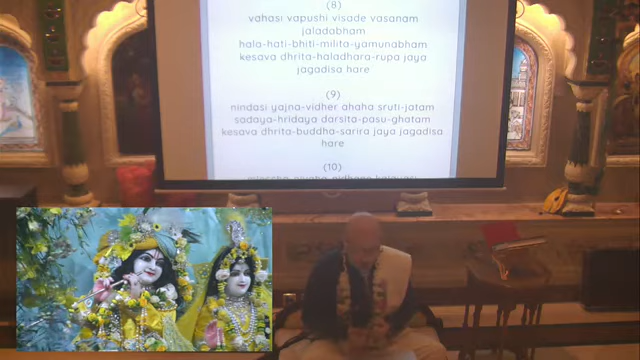 (8)
vahasi vapushi visade vasanam
jaladabham
hala-hati-bhiti-milita-yamunabham
kesava dhrita-haladhara-rupa jaya
jagadisa hare
(9)
nindasi yajna-vidher ahaha sruti-jatam
sadaya-hridaya darsita-pasu-ghatam
kesava dhrita-buddha-sarira jaya jagadisa
hare
(10)